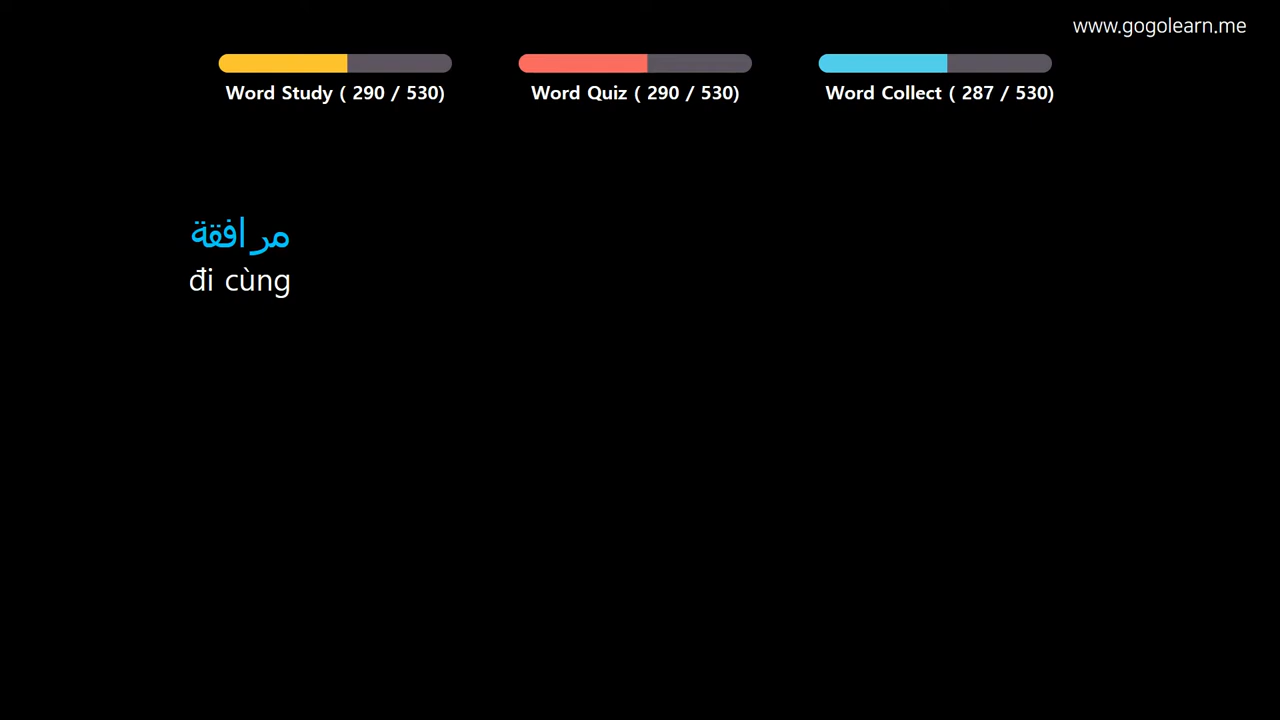 www.gogolearn.me
Word Study ( 290 / 530)
Word Quiz ( 290 / 530)
Word Collect ( 287 / 530)
مرافقة
đi cùng